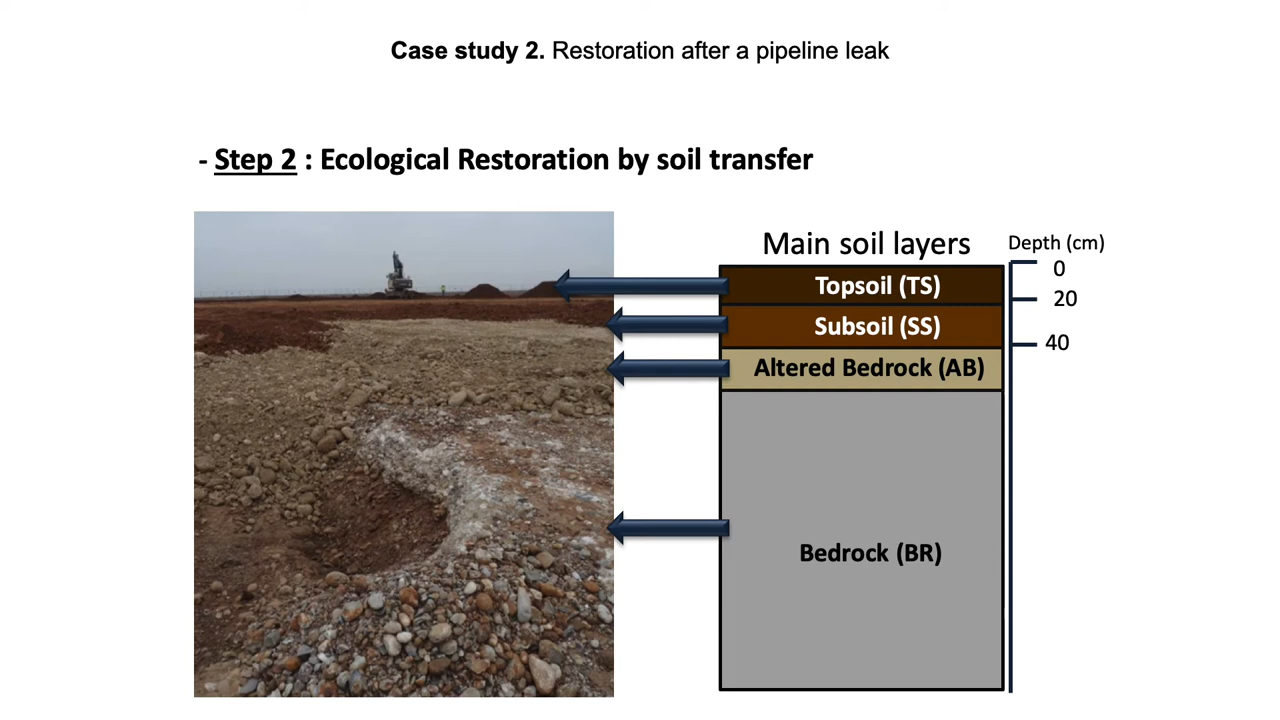 Case study 2. Restoration after a pipeline leak
- Step 2 : Ecological Restoration by soil transfer
Main soil layers
Depth (cm)
Topsoil (TS)
0
20
Subsoil (SS)
40
Altered Bedrock (AB)
Bedrock (BR)